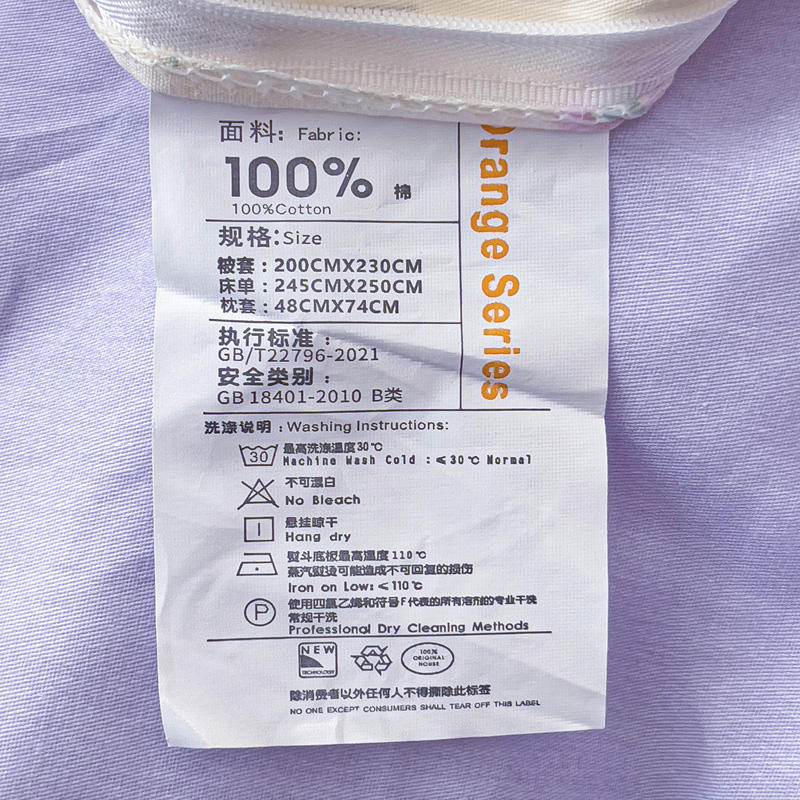 面料: Fabric:
100% 棉
100%Cotton
规格:Size
被套：200CMX230CM
床单：245CMX250CM
枕套：48CMX74CM
执行标准：
GB/T22796-2021
安全类别：
GB 18401-2010 B类
Orange Series
洗涤说明：Washing Instructions:
30
最高洗涤温度30℃
Machine Wash Cold :≤30℃ Normal
不可漂白
No Bleach
悬挂晾干
Hang dry
熨斗底板最高温度110℃
蒸汽熨烫可能造成不可回复的损伤
Iron on Low:≤110℃
P
使用四氯乙烯和符号F代表的所有溶剂的专业干洗
常规干洗
Professional Dry Cleaning Methods
NEW
TECHNOLOGY
100%
ORIGINAL
HOUSE
除消费者以外任何人不得撕除此标签
NO ONE EXCEPT CONSUMERS SHALL TEAR OFF THIS LABEL